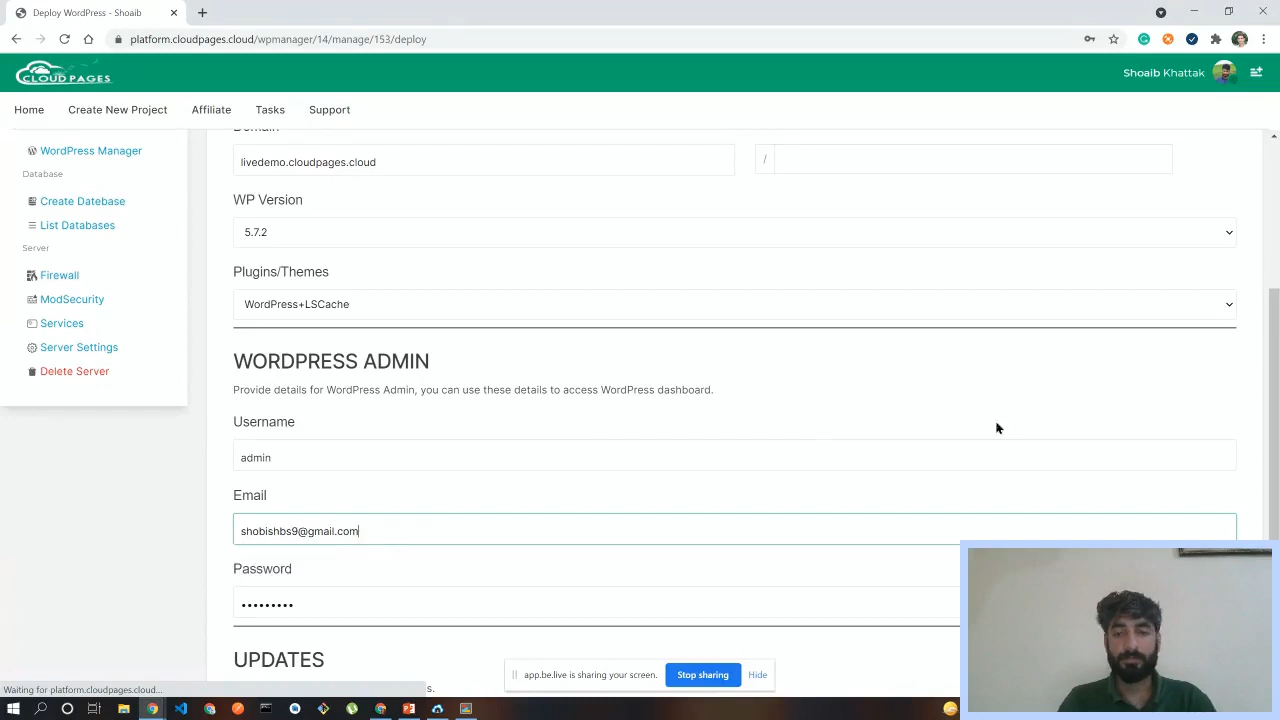 Deploy WordPress - Shoaib
platform.cloudpages.cloud/wpmanager/14/manage/153/deploy
CLOUD PAGES
Shoaib Khattak
Home Create New Project Affiliate Tasks Support
WordPress Manager
Database
Create Datebase
List Databases
Server
Firewall
ModSecurity
Services
Server Settings
Delete Server
Domain
livedemo.cloudpages.cloud /
WP Version
5.7.2
Plugins/Themes
WordPress+LSCache
WORDPRESS ADMIN
Provide details for WordPress Admin, you can use these details to access WordPress dashboard.
Username
admin
Email
shobishbs9@gmail.com
Password
•••••••••
UPDATES
s.
app.be.live is sharing your screen. Stop sharing Hide
Waiting for platform.cloudpages.cloud...